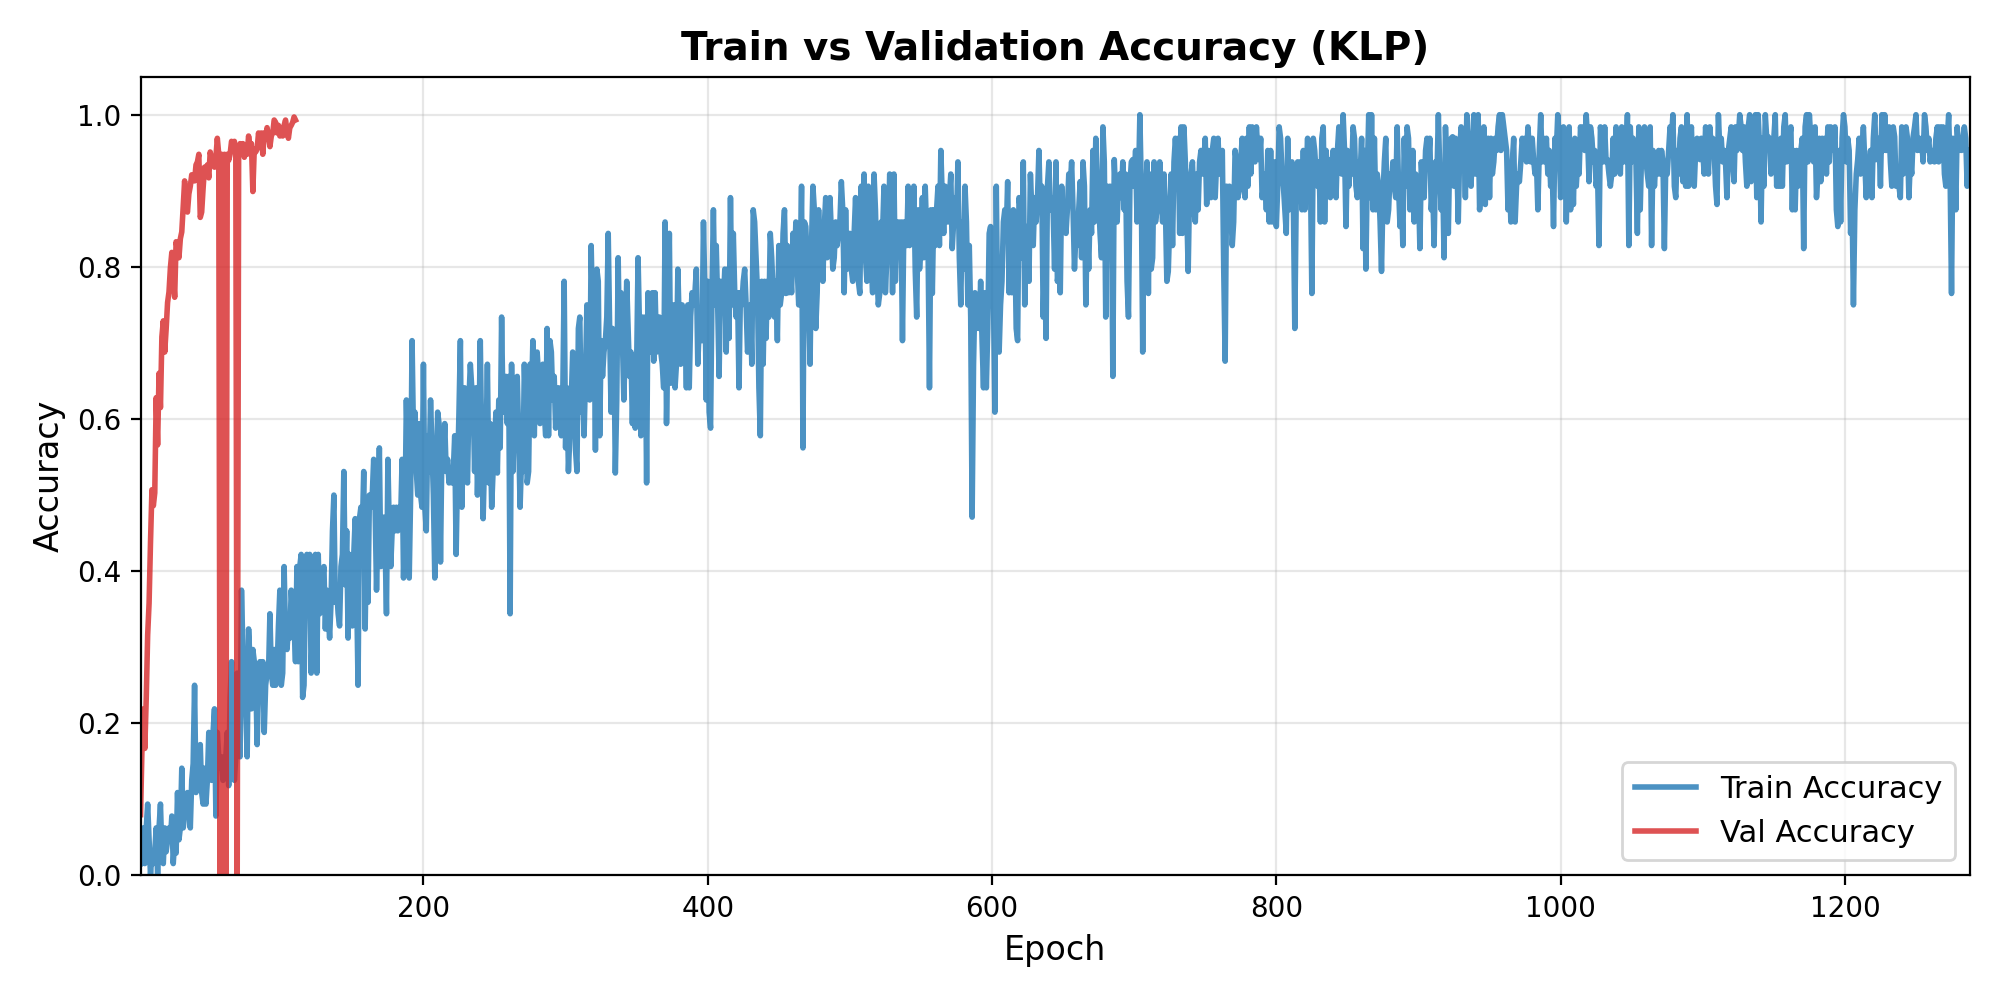 Train vs Validation Accuracy (KLP)
1.0
0.8
0.6
0.4
0.2
0.0
Accuracy
200
400
600
800
1000
1200
Epoch
Train Accuracy
Val Accuracy